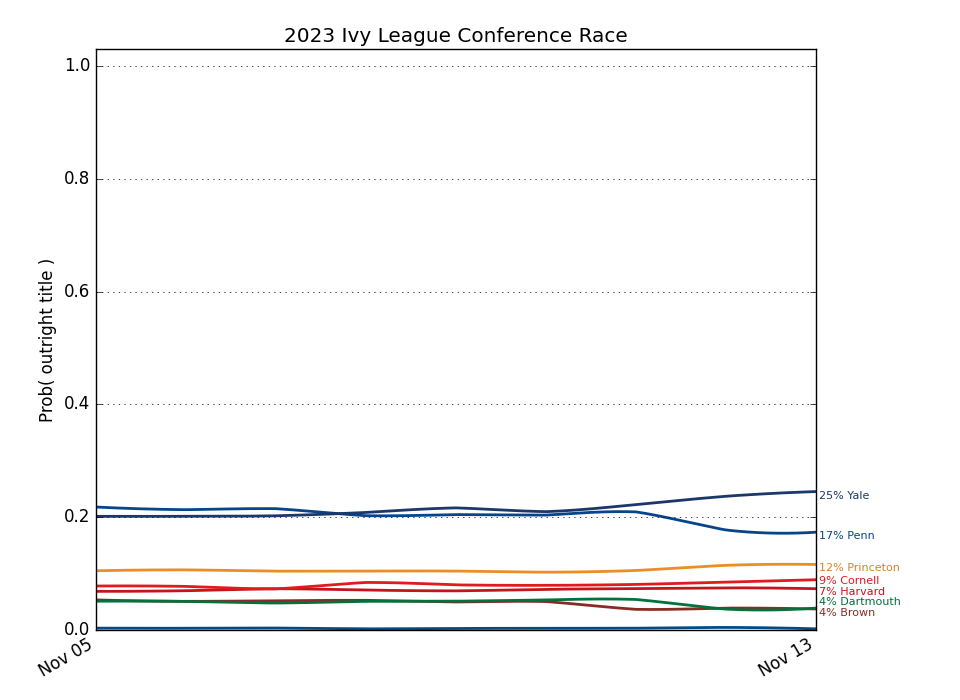 2023 Ivy League Conference Race
Prob( outright title )
1.0
0.8
0.6
0.4
0.2
0.0
Nov 05
Nov 13
25% Yale
17% Penn
12% Princeton
9% Cornell
7% Harvard
4% Dartmouth
4% Brown